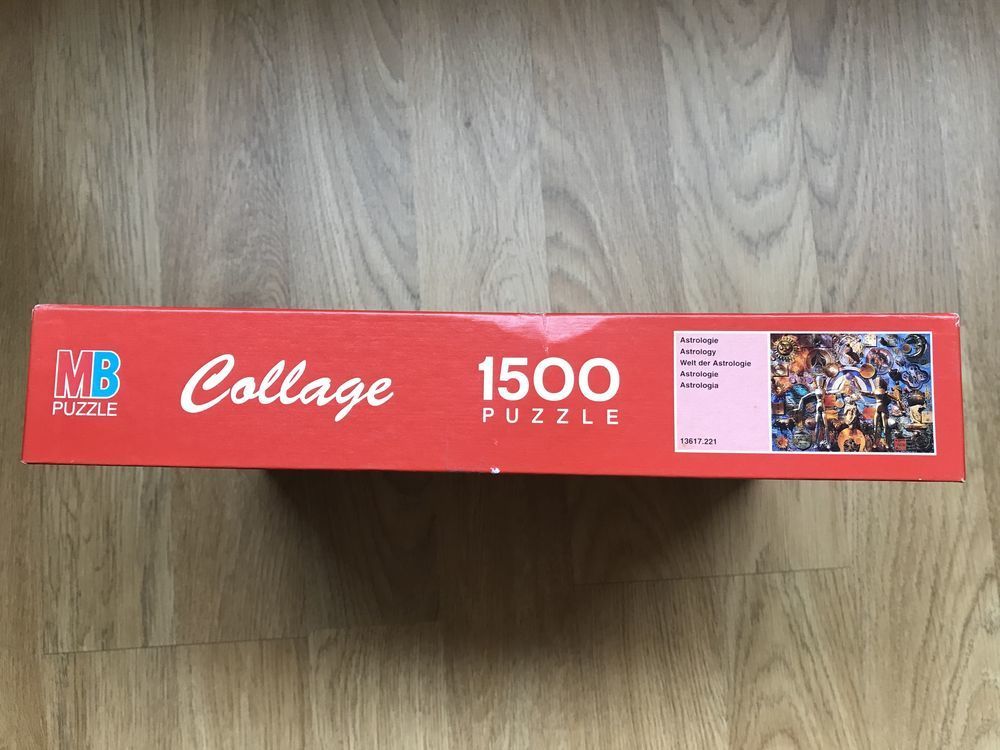 MB
PUZZLE
Collage
1500
PUZZLE
Astrologie
Astrology
Welt der Astrologie
Astrologie
Astrologia
13617.221